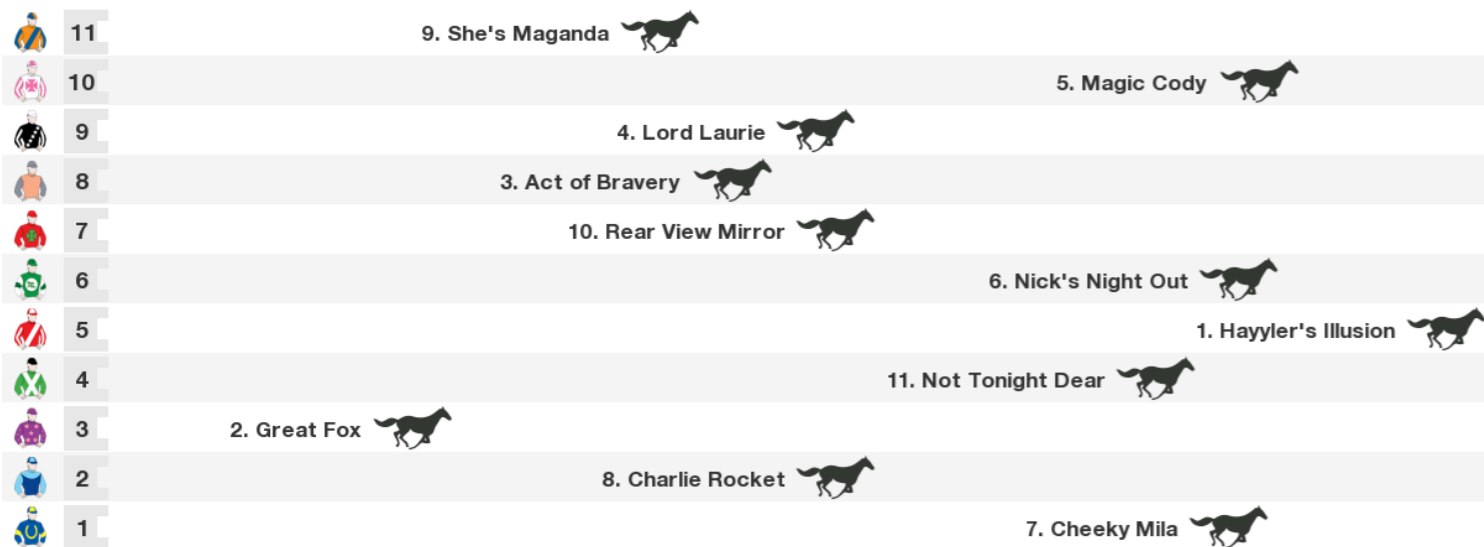 11 9. She's Maganda
10 5. Magic Cody
9 4. Lord Laurie
8 3. Act of Bravery
7 10. Rear View Mirror
6 6. Nick's Night Out
5 1. Hayyler's Illusion
4 11. Not Tonight Dear
3 2. Great Fox
2 8. Charlie Rocket
1 7. Cheeky Mila